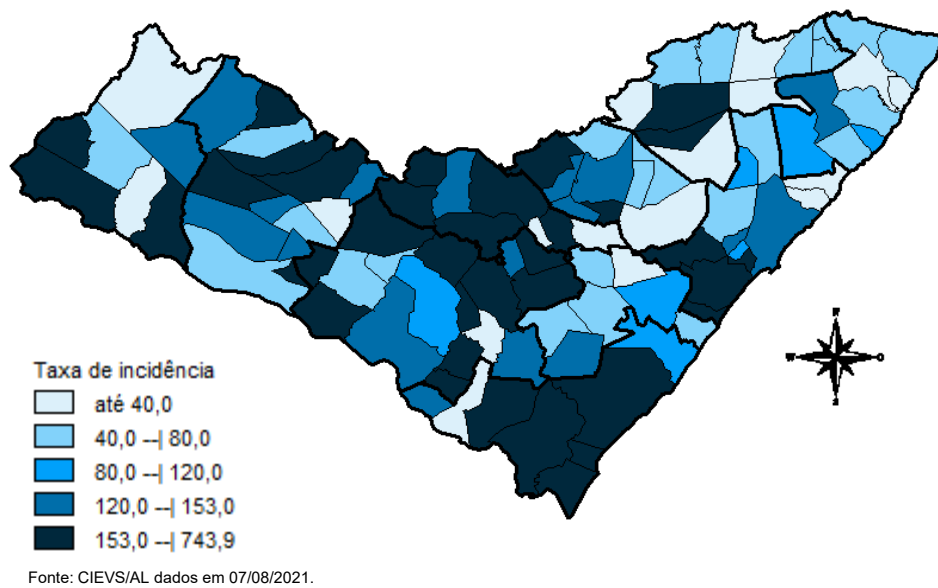 Taxa de incidência
até 40,0
40,0 --| 80,0
80,0 --| 120,0
120,0 --| 153,0
153,0 --| 743,9
Fonte: CIEVS/AL dados em 07/08/2021.